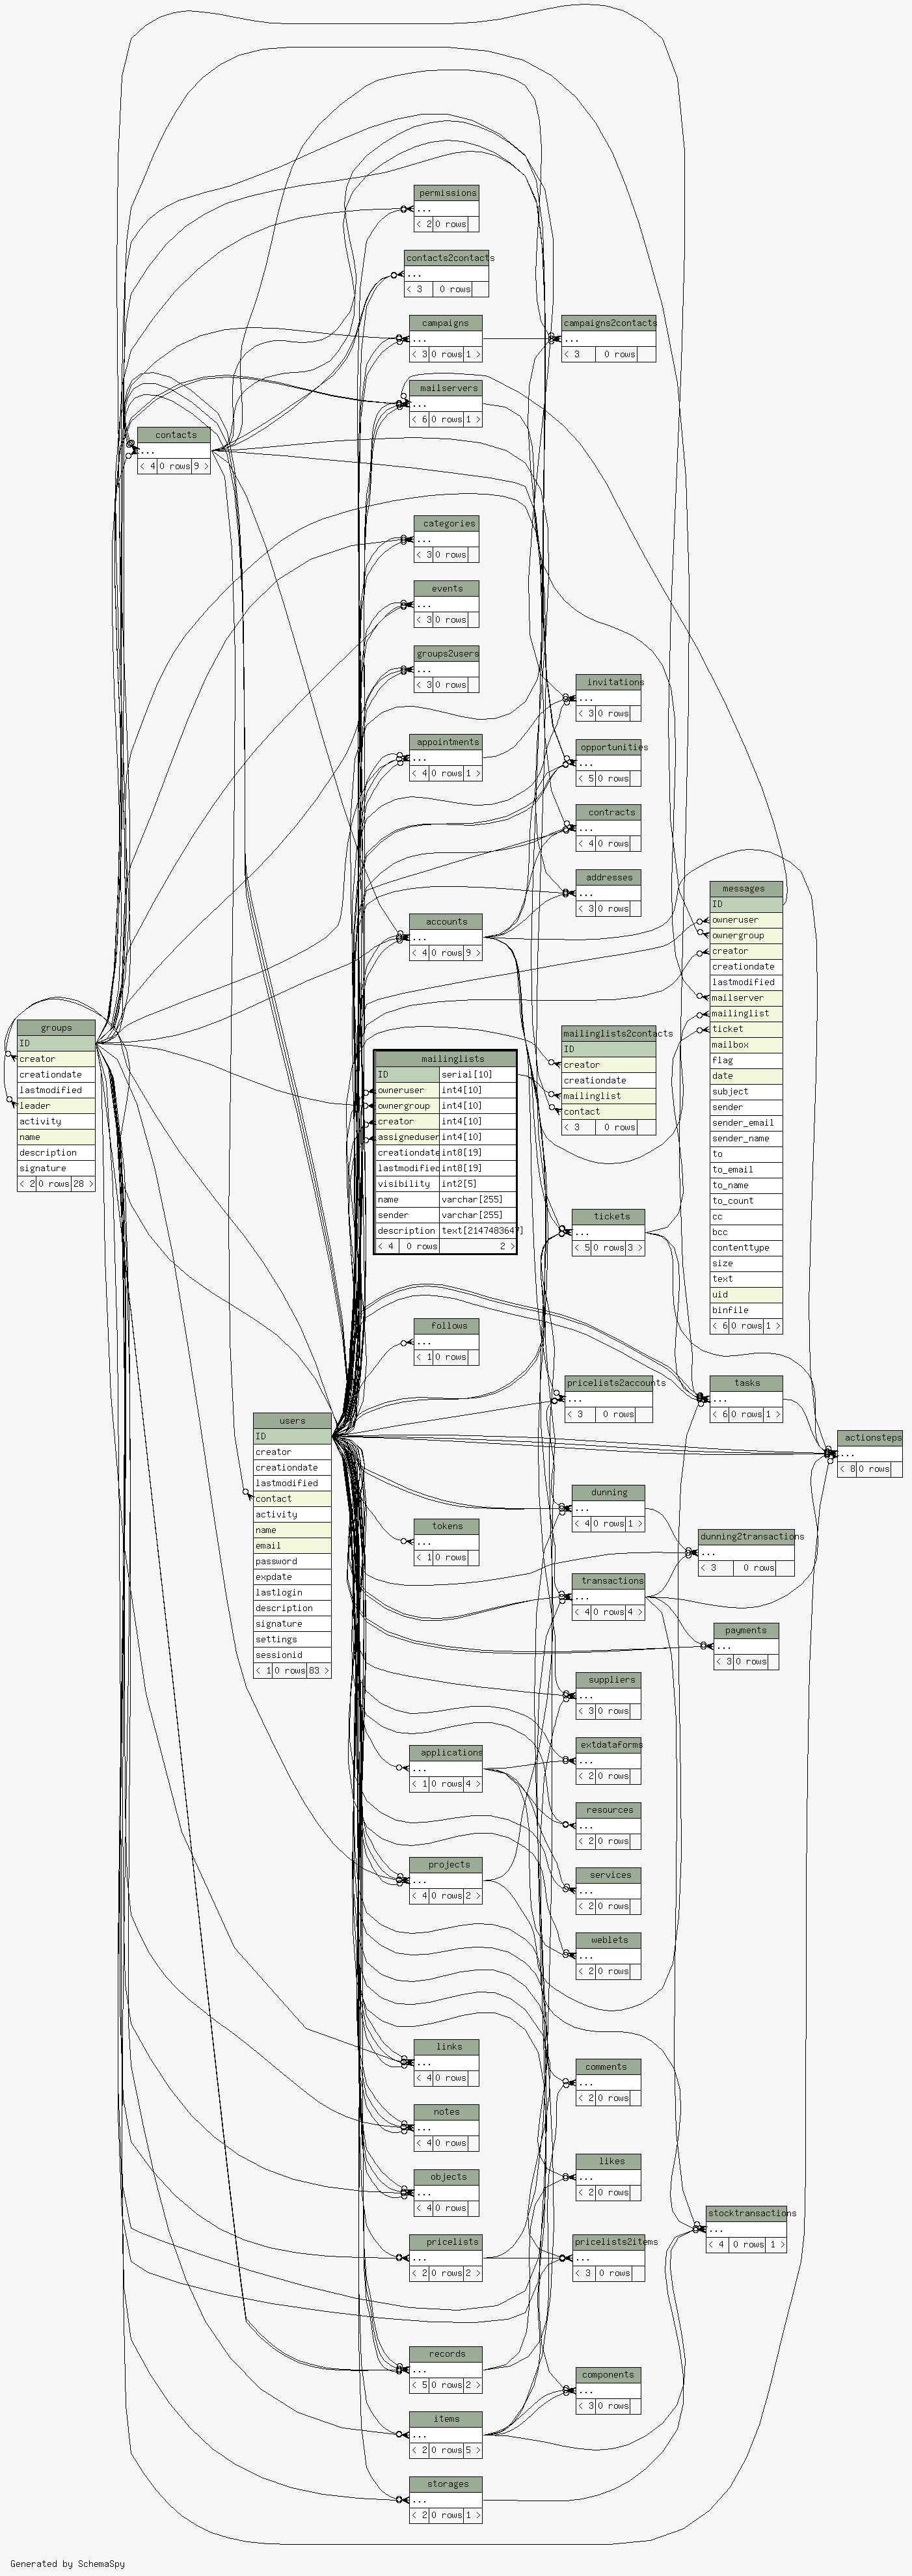 permissions
...
< 2 0 rows
contacts2contacts
...
< 3 0 rows
campaigns
...
< 3 0 rows 1 >
campaigns2contacts
...
< 3 0 rows
mailservers
...
< 6 0 rows 1 >
contacts
...
< 4 0 rows 9 >
categories
...
< 3 0 rows
events
...
< 3 0 rows
groups2users
...
< 3 0 rows
invitations
...
< 3 0 rows
appointments
...
< 4 0 rows 1 >
opportunities
...
< 5 0 rows
contracts
...
< 4 0 rows
addresses
...
< 3 0 rows
accounts
...
< 4 0 rows 9 >
messages
ID
owneruser
ownergroup
creator
creationdate
lastmodified
mailserver
mailinglist
ticket
mailbox
flag
date
subject
sender
sender_email
sender_name
to
to_email
to_name
to_count
cc
bcc
contenttype
size
text
uid
binfile
< 6 0 rows 1 >
groups
ID
creator
creationdate
lastmodified
leader
activity
name
description
signature
< 2 0 rows 28 >
mailinglists2contacts
ID
creator
creationdate
mailinglist
contact
< 3 0 rows
mailinglists
ID serial[10]
owneruser int4[10]
ownergroup int4[10]
creator int4[10]
assigneduser int4[10]
creationdate int8[19]
lastmodified int8[19]
visibility int2[5]
name varchar[255]
sender varchar[255]
description text[2147483647]
< 4 0 rows 2 >
tickets
...
< 5 0 rows 3 >
follows
...
< 1 0 rows
pricelists2accounts
...
< 3 0 rows
tasks
...
< 6 0 rows 1 >
users
ID
creator
creationdate
lastmodified
contact
activity
name
email
password
expdate
lastlogin
description
signature
settings
sessionid
< 1 0 rows 83 >
actionsteps
...
< 8 0 rows
dunning
...
< 4 0 rows 1 >
tokens
...
< 1 0 rows
dunning2transactions
...
< 3 0 rows
transactions
...
< 4 0 rows 4 >
payments
...
< 3 0 rows
suppliers
...
< 3 0 rows
extdataforms
...
< 2 0 rows
applications
...
< 1 0 rows 4 >
resources
...
< 2 0 rows
projects
...
< 4 0 rows 2 >
services
...
< 2 0 rows
weblets
...
< 2 0 rows
links
...
< 4 0 rows
comments
...
< 2 0 rows
notes
...
< 4 0 rows
likes
...
< 2 0 rows
objects
...
< 4 0 rows
stocktransactions
...
< 4 0 rows 1 >
pricelists
...
< 2 0 rows 2 >
pricelists2items
...
< 3 0 rows
records
...
< 5 0 rows 2 >
components
...
< 3 0 rows
items
...
< 2 0 rows 5 >
storages
...
< 2 0 rows 1 >
Generated by SchemaSpy